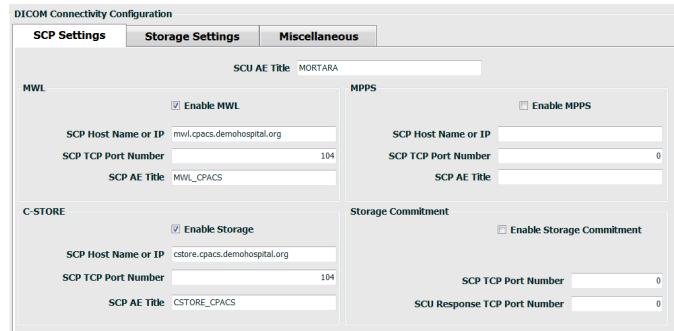 DICOM Connectivity Configuration
SCP Settings Storage Settings Miscellaneous
SCU AE Title MORTARA
MWL
Enable MWL
SCP Host Name or IP mwl.cpacs.demohospital.org
SCP TCP Port Number 104
SCP AE Title MWL_CPACS
MPPS
Enable MPPS
SCP Host Name or IP
SCP TCP Port Number 0
SCP AE Title
C-STORE
Enable Storage
SCP Host Name or IP cstore.cpacs.demohospital.org
SCP TCP Port Number 104
SCP AE Title CSTORE_CPACS
Storage Commitment
Enable Storage Commitment
SCP TCP Port Number 0
SCU Response TCP Port Number 0